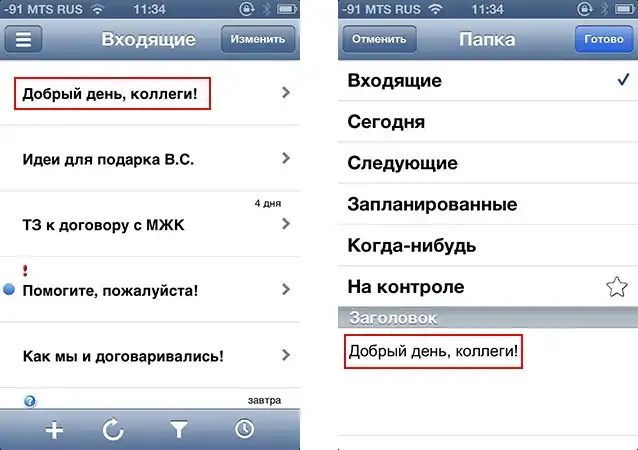 -91 MTS RUS 11:34
Входящие Изменить
Добрый день, коллеги!
Идеи для подарка В.С.
4 дня
ТЗ к договору с МЖК
!
Помогите, пожалуйста!
Как мы и договаривались!
? завтра
-91 MTS RUS 11:34
Отменить Папка Готово
Входящие
Сегодня
Следующие
Запланированные
Когда-нибудь
На контроле
Заголовок
Добрый день, коллеги!